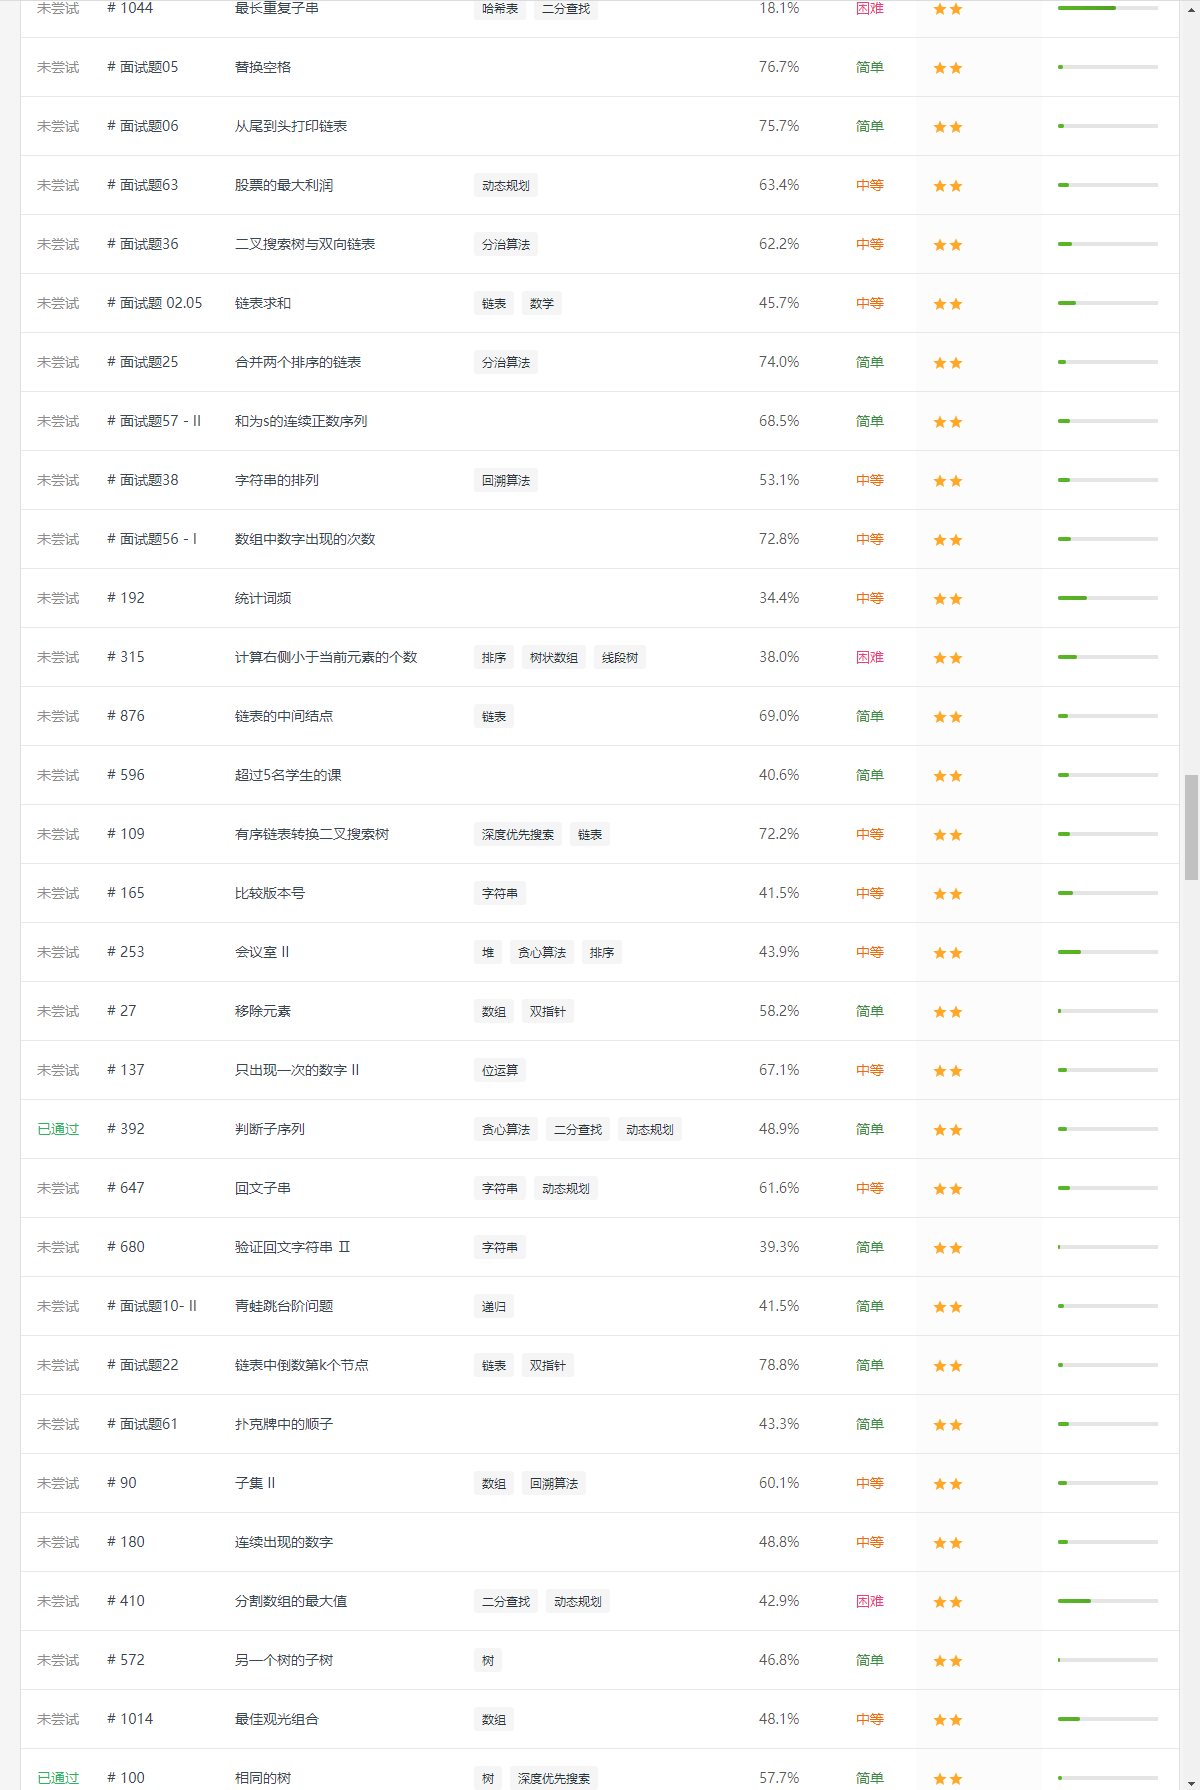 未尝试 # 1044 最长重复子串 哈希表 二分查找 18.1% 困难
未尝试 # 面试题05 替换空格 76.7% 简单
未尝试 # 面试题06 从尾到头打印链表 75.7% 简单
未尝试 # 面试题63 股票的最大利润 动态规划 63.4% 中等
未尝试 # 面试题36 二叉搜索树与双向链表 分治算法 62.2% 中等
未尝试 # 面试题 02.05 链表求和 链表 数学 45.7% 中等
未尝试 # 面试题25 合并两个排序的链表 分治算法 74.0% 简单
未尝试 # 面试题57 - II 和为s的连续正数序列 68.5% 简单
未尝试 # 面试题38 字符串的排列 回溯算法 53.1% 中等
未尝试 # 面试题56 - I 数组中数字出现的次数 72.8% 中等
未尝试 # 192 统计词频 34.4% 中等
未尝试 # 315 计算右侧小于当前元素的个数 排序 树状数组 线段树 38.0% 困难
未尝试 # 876 链表的中间结点 链表 69.0% 简单
未尝试 # 596 超过5名学生的课 40.6% 简单
未尝试 # 109 有序链表转换二叉搜索树 深度优先搜索 链表 72.2% 中等
未尝试 # 165 比较版本号 字符串 41.5% 中等
未尝试 # 253 会议室 II 堆 贪心算法 排序 43.9% 中等
未尝试 # 27 移除元素 数组 双指针 58.2% 简单
未尝试 # 137 只出现一次的数字 II 位运算 67.1% 中等
已通过 # 392 判断子序列 贪心算法 二分查找 动态规划 48.9% 简单
未尝试 # 647 回文子串 字符串 动态规划 61.6% 中等
未尝试 # 680 验证回文字符串 Ⅱ 字符串 39.3% 简单
未尝试 # 面试题10- II 青蛙跳台阶问题 递归 41.5% 简单
未尝试 # 面试题22 链表中倒数第k个节点 链表 双指针 78.8% 简单
未尝试 # 面试题61 扑克牌中的顺子 43.3% 简单
未尝试 # 90 子集 II 数组 回溯算法 60.1% 中等
未尝试 # 180 连续出现的数字 48.8% 中等
未尝试 # 410 分割数组的最大值 二分查找 动态规划 42.9% 困难
未尝试 # 572 另一个树的子树 树 46.8% 简单
未尝试 # 1014 最佳观光组合 数组 48.1% 中等
已通过 # 100 相同的树 树 深度优先搜索 57.7% 简单